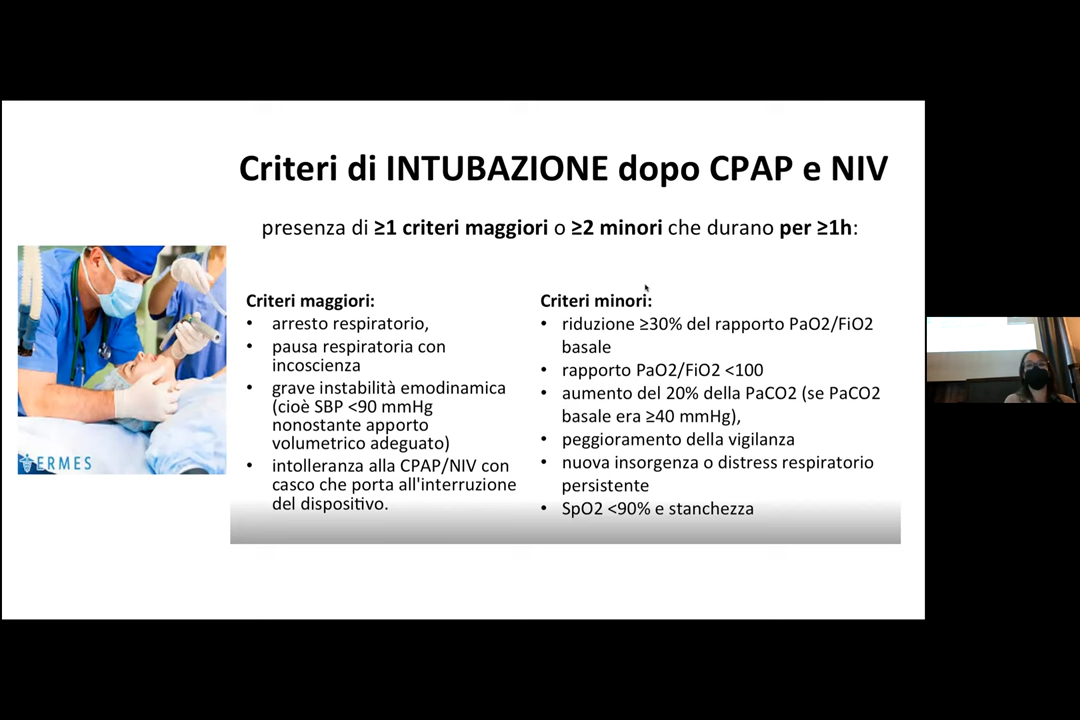 Criteri di INTUBAZIONE dopo CPAP e NIV
presenza di ≥1 criteri maggiori o ≥2 minori che durano per ≥1h:
Criteri maggiori:
• arresto respiratorio,
• pausa respiratoria con
incoscienza
• grave instabilità emodinamica
(cioè SBP <90 mmHg
nonostante apporto
volumetrico adeguato)
• intolleranza alla CPAP/NIV con
casco che porta all'interruzione
del dispositivo.
Criteri minori:
• riduzione ≥30% del rapporto PaO2/FiO2
basale
• rapporto PaO2/FiO2 <100
• aumento del 20% della PaCO2 (se PaCO2
basale era ≥40 mmHg),
• peggioramento della vigilanza
• nuova insorgenza o distress respiratorio
persistente
• SpO2 <90% e stanchezza
ERMES